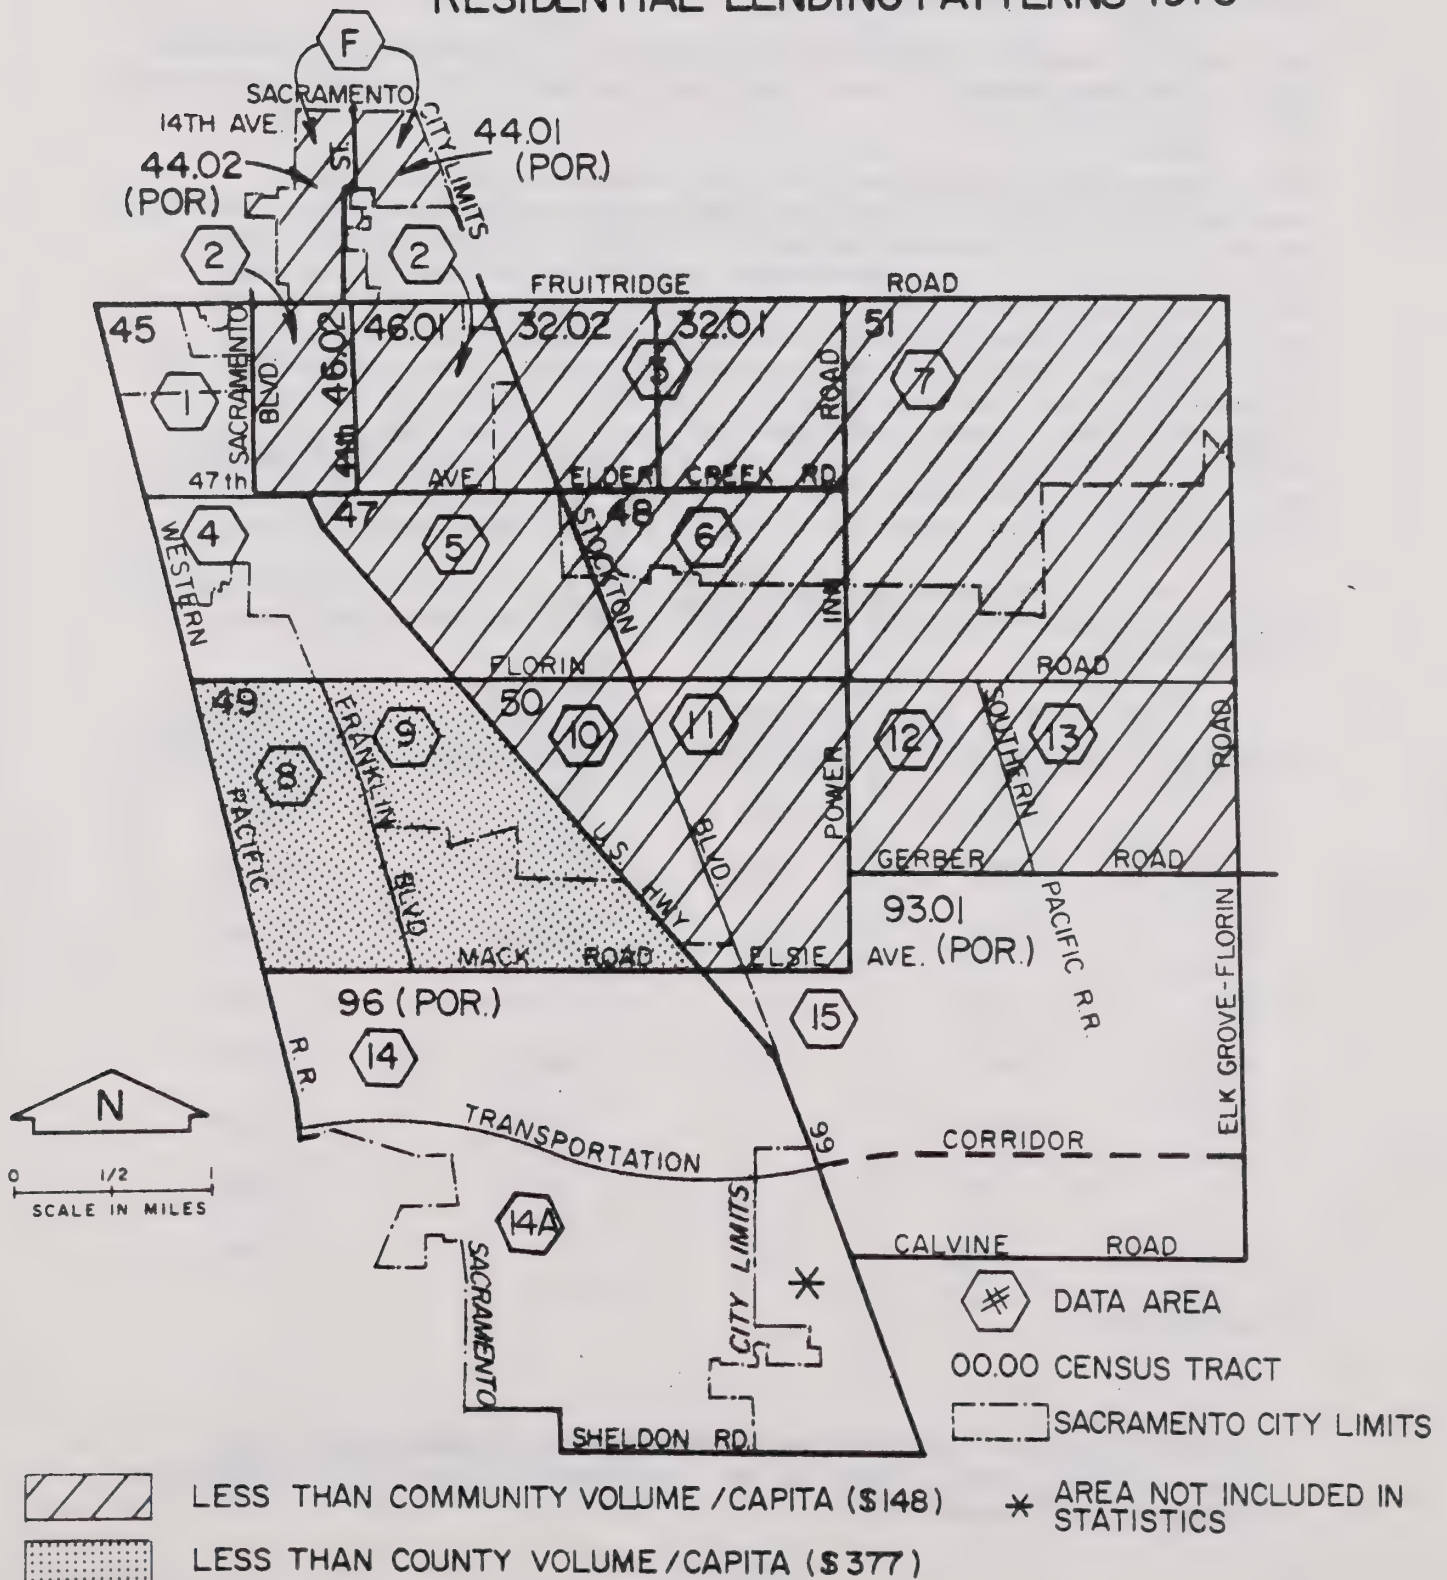 RESIDENTIAL LENDING PATTERNS
F
SACRAMENTO
CITY LIMITS
14TH AVE.
44.01
(POR.)
ST.
44.02
(POR)
2
2
FRUITRIDGE ROAD
45
46.02
46.01
32.02
32.01
51
1
SACRAMENTO
BLVD.
44th
3
ROAD
7
47th AVE. ELDER CREEK RD.
WESTERN
4
47
5
STOCKTON
48
6
INN
FLORIN ROAD
49
50
8
9
10
11
12
13
FRANKLIN
SOUTHERN
ROAD
POWER
PACIFIC
U.S.
HWY
BLVD.
BLVD
GERBER ROAD
93.01
(POR.)
PACIFIC R.R.
ELK GROVE-FLORIN
MACK ROAD ELSIE AVE.
96 (POR.)
14
15
R.R.
N
TRANSPORTATION CORRIDOR
99
0 1/2 1
SCALE IN MILES
14A
SACRAMENTO
CITY LIMITS
CALVINE ROAD
*
# DATA AREA
00.00 CENSUS TRACT
SACRAMENTO CITY LIMITS
SHELDON RD.
LESS THAN COMMUNITY VOLUME/CAPITA ($148)
* AREA NOT INCLUDED IN
STATISTICS
LESS THAN COUNTY VOLUME/CAPITA ($377)